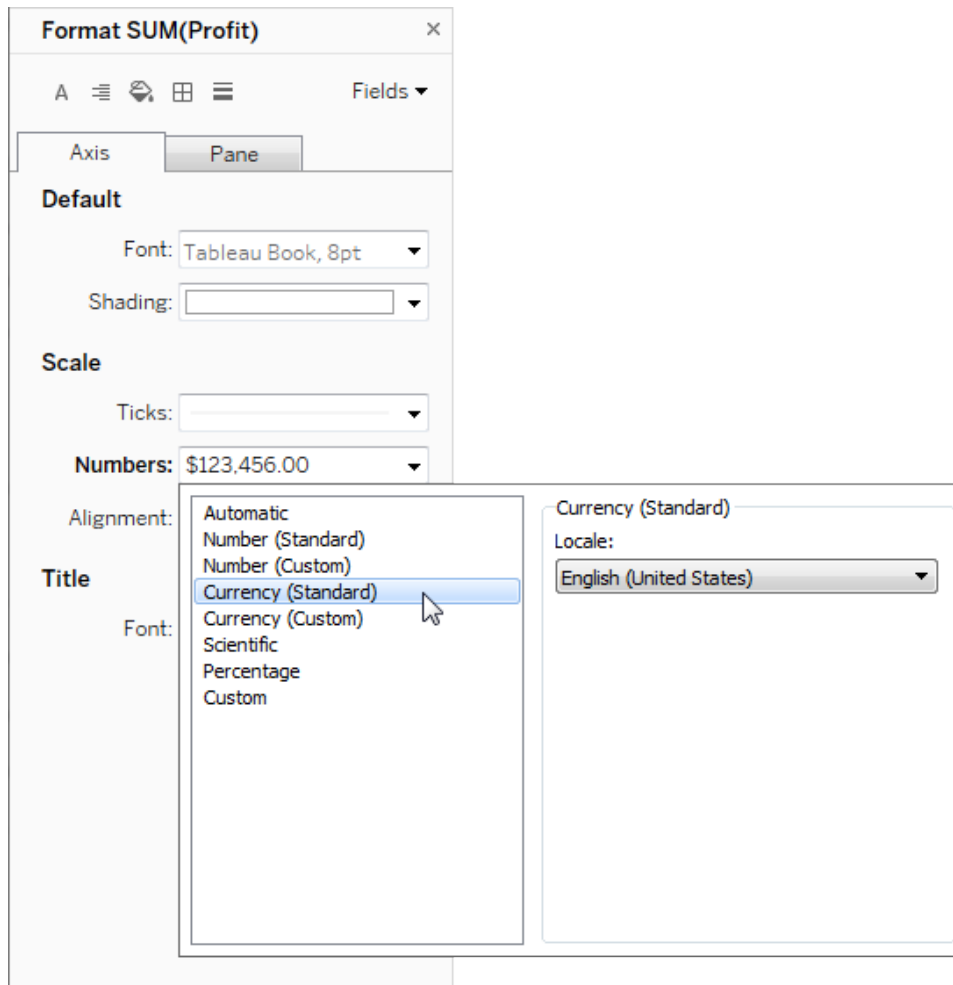 Format SUM(Profit)
A Fields
Axis Pane
Default
Font: Tableau Book, 8pt
Shading:
Scale
Ticks:
Numbers: $123,456.00
Alignment:
Title
Font:
Automatic
Number (Standard)
Number (Custom)
Currency (Standard)
Currency (Custom)
Scientific
Percentage
Custom
Currency (Standard)
Locale:
English (United States)